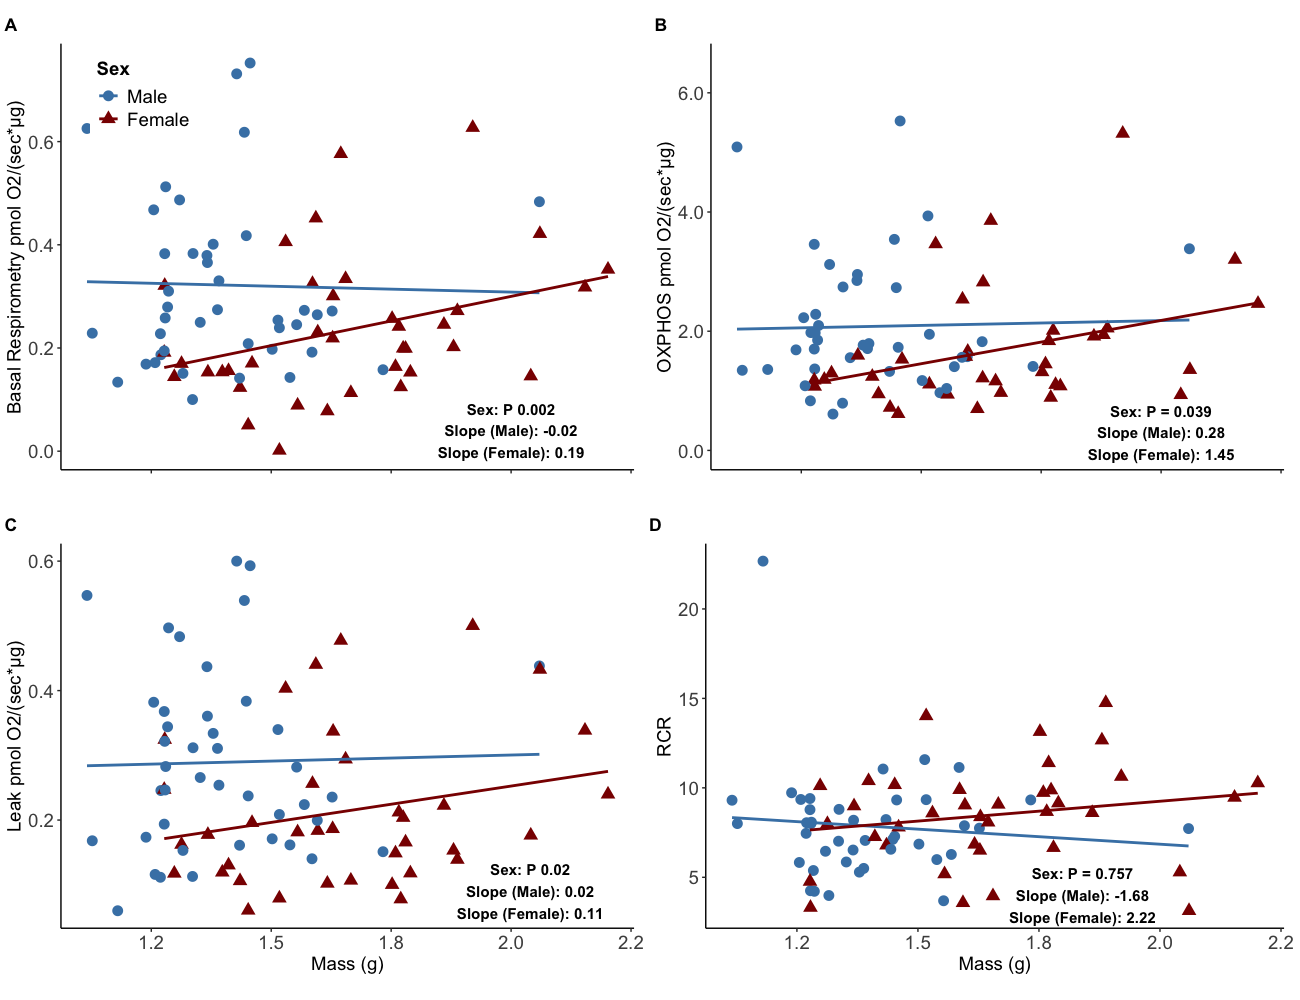 A
Basal Respirometry pmol O2/(sec*µg)
0.6
0.4
0.2
0.0
Sex
Male
Female
Sex: P 0.002
Slope (Male): -0.02
Slope (Female): 0.19
B
OXPHOS pmol O2/(sec*µg)
6.0
4.0
2.0
0.0
Sex: P = 0.039
Slope (Male): 0.28
Slope (Female): 1.45
C
Leak pmol O2/(sec*µg)
0.6
0.4
0.2
Sex: P 0.02
Slope (Male): 0.02
Slope (Female): 0.11
1.2 1.5 1.8 2.0 2.2
Mass (g)
D
RCR
20
15
10
5
Sex: P = 0.757
Slope (Male): -1.68
Slope (Female): 2.22
1.2 1.5 1.8 2.0 2.2
Mass (g)